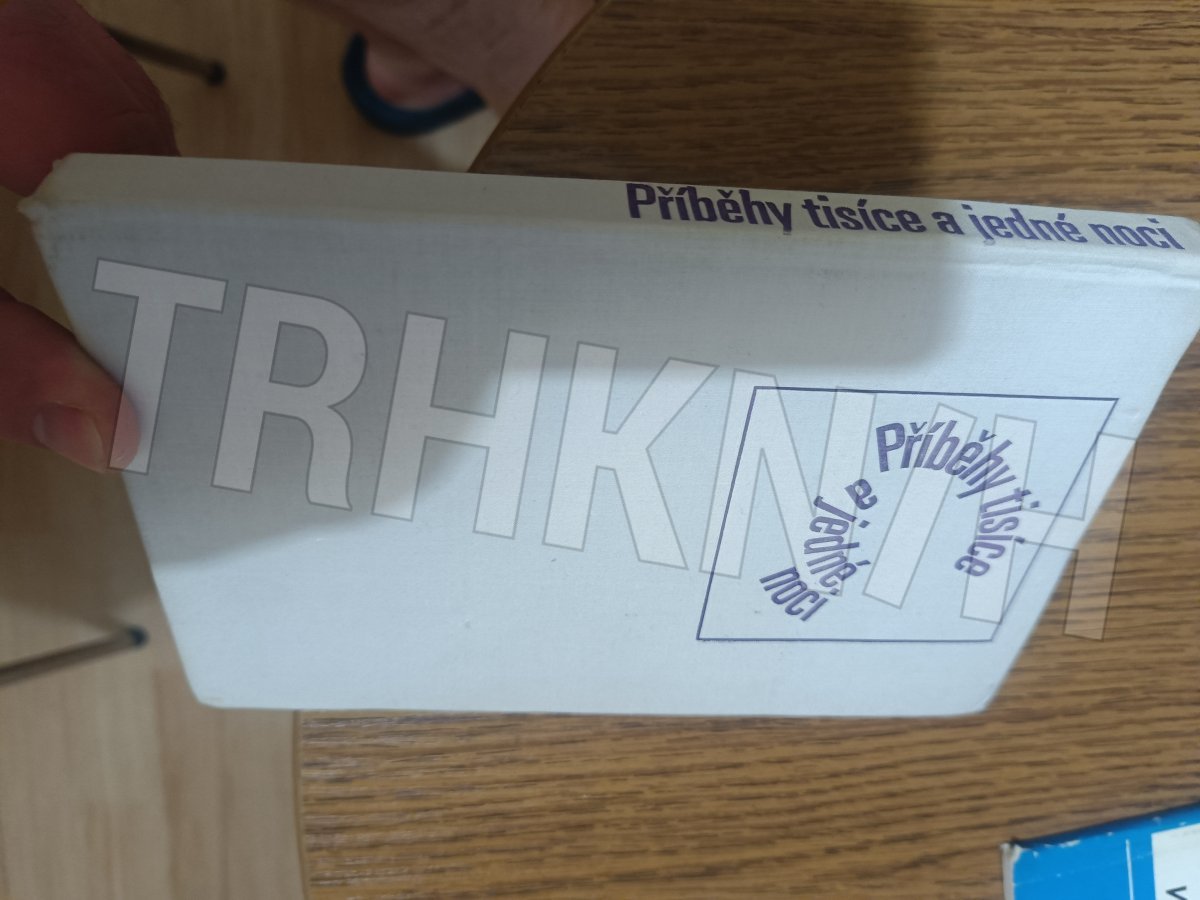 Příběhy tisíce a jedné noci
Příběhy tisíce
a jedné
noci
TRHKNIH